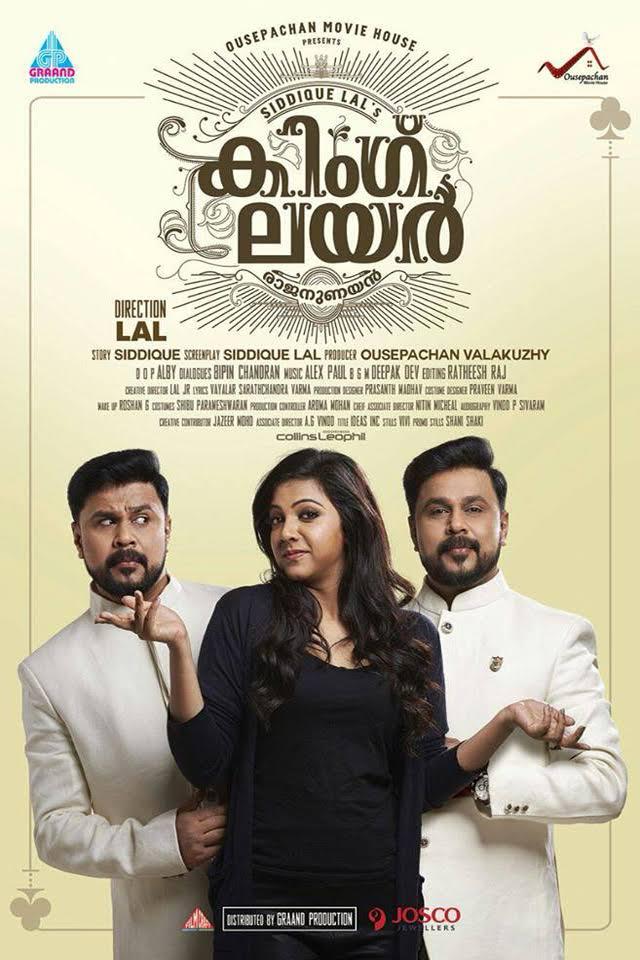 GRAAND
PRODUCTION
OUSEPACHAN MOVIE HOUSE
PRESENTS
Ousepachan
Movie House
SIDDIQUE LAL'S
കിംഗ്
ലയർ
രാജനുണയൻ
DIRECTION
LAL
STORY SIDDIQUE SCREENPLAY SIDDIQUE LAL PRODUCER OUSEPACHAN VALAKUZHY
D O P ALBY DIALOGUES BIPIN CHANDRAN MUSIC ALEX PAUL B G M DEEPAK DEV EDITING RATHEESH RAJ
CREATIVE DIRECTOR LAL JR LYRICS VAYALAR SARATHCHANDRA VARMA PRODUCTION DESIGNER PRASANTH MADHAV COSTUME DESIGNER PRAVEEN VARMA
MAKE UP ROSHAN G COSTUMES SHIBU PARAMESHWARAN PRODUCTION CONTROLLER AROMA MOHAN CHIEF ASSOCIATE DIRECTOR NITIN MICHEAL AUDIOGRAPHY VINOD P SIVARAM
CREATIVE CONTRIBUTOR JAZEER MOHD ASSOCIATE DIRECTOR A.G VINOD TITLE IDEAS INC STILLS VIVI PROMO STILLS SHANI SHAKI
collinsLeophil
DISTRIBUTED BY GRAAND PRODUCTION
JOSCO
JEWELLERS